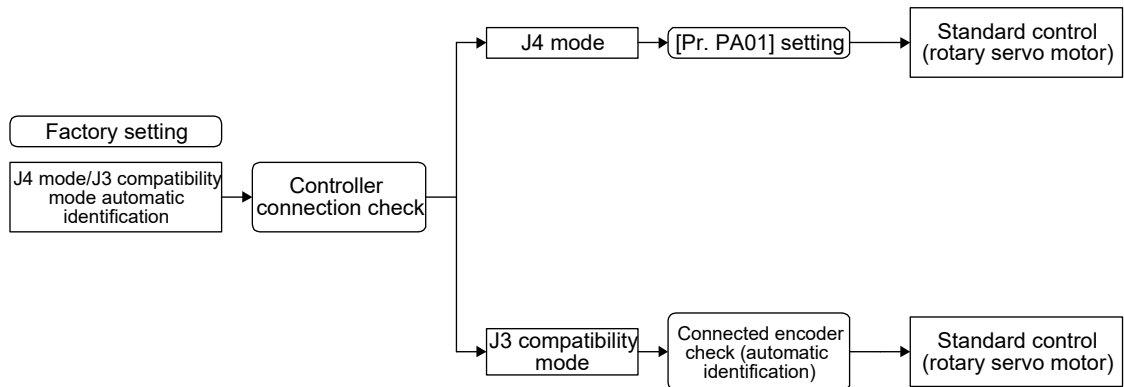 J4 mode
[Pr. PA01] setting
Standard control
(rotary servo motor)
Factory setting
J4 mode/J3 compatibility
mode automatic
identification
Controller
connection check
J3 compatibility
mode
Connected encoder
check (automatic
identification)
Standard control
(rotary servo motor)